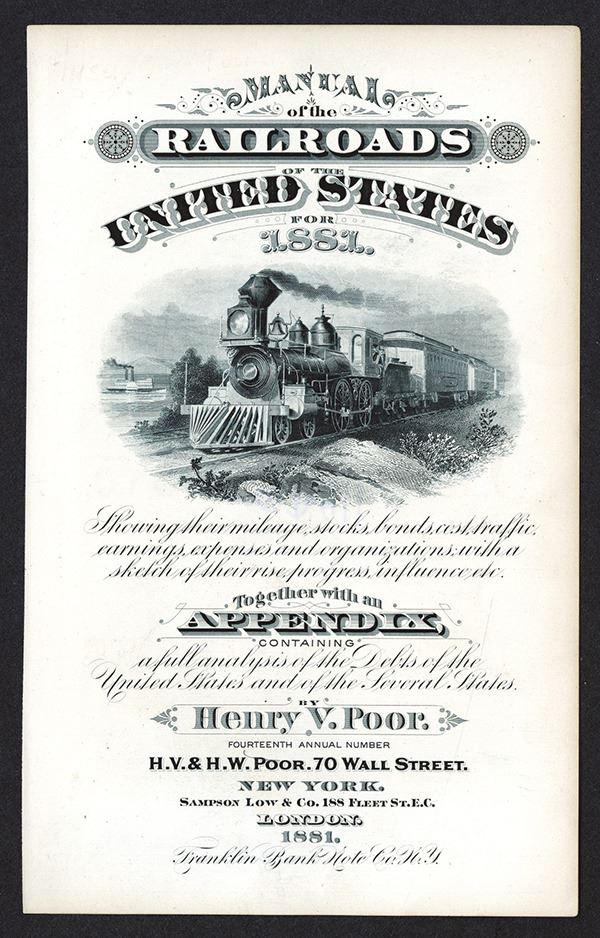 MANUAL
of the
RAILROADS
OF THE
UNITED STATES
FOR
1881.
Showing their mileage, stocks, bonds, cost, traffic,
earnings, expenses and organizations; with a
sketch of their rise, progress, influence, etc.
Together with an
APPENDIX,
CONTAINING
a full analysis of the Debts of the
United States and of the Several States.
BY
Henry V. Poor.
FOURTEENTH ANNUAL NUMBER
H.V. & H.W. POOR. 70 WALL STREET.
NEW YORK.
SAMPSON LOW & CO. 188 FLEET ST. E.C.
LONDON.
1881.
Franklin Bank Note Co. N.Y.